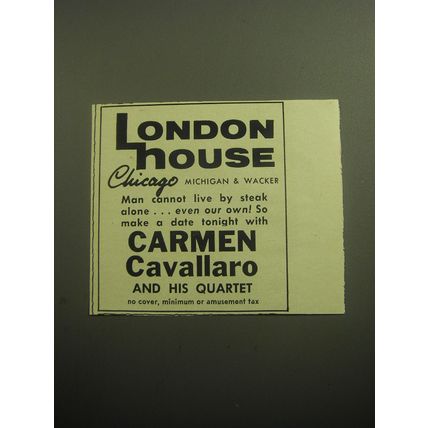 LONDON
HOUSE
Chicago MICHIGAN & WACKER
Man cannot live by steak
alone . . . even our own! So
make a date tonight with
CARMEN
Cavallaro
AND HIS QUARTET
no cover, minimum or amusement tax